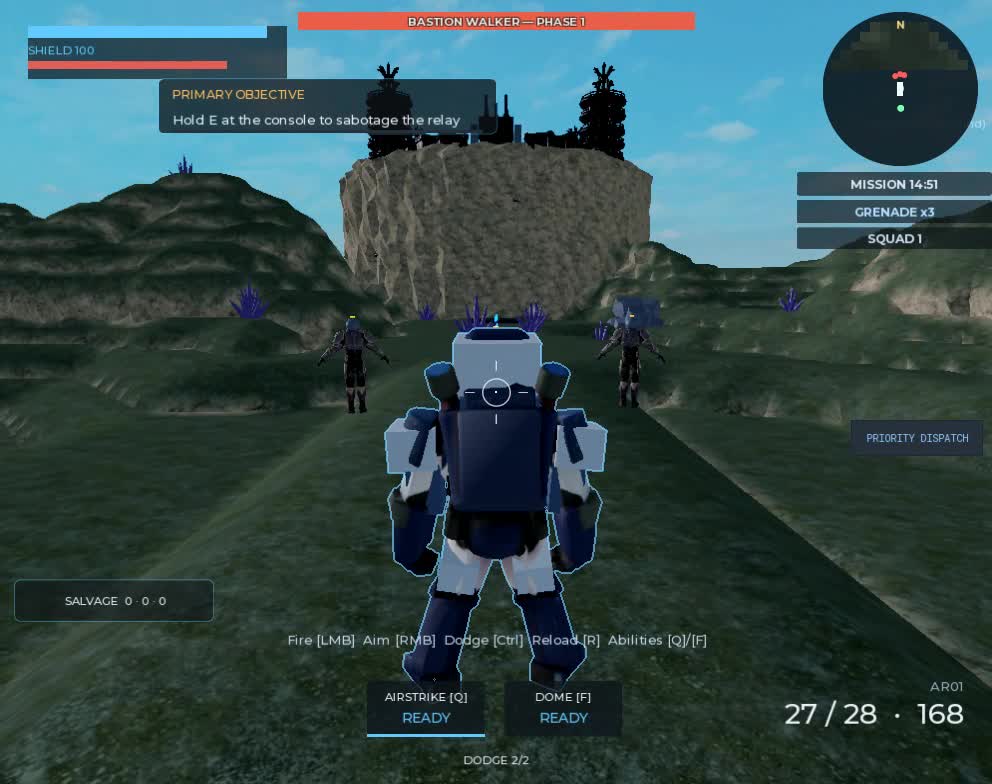 BASTION WALKER — PHASE 1
SHIELD 100
PRIMARY OBJECTIVE
Hold E at the console to sabotage the relay
N
MISSION 14:51
GRENADE x3
SQUAD 1
PRIORITY DISPATCH
SALVAGE 0 · 0 · 0
Fire [LMB] Aim [RMB] Dodge [Ctrl] Reload [R] Abilities [Q]/[F]
AIRSTRIKE [Q]
READY
DOME [F]
READY
AR01
27 / 28 · 168
DODGE 2/2